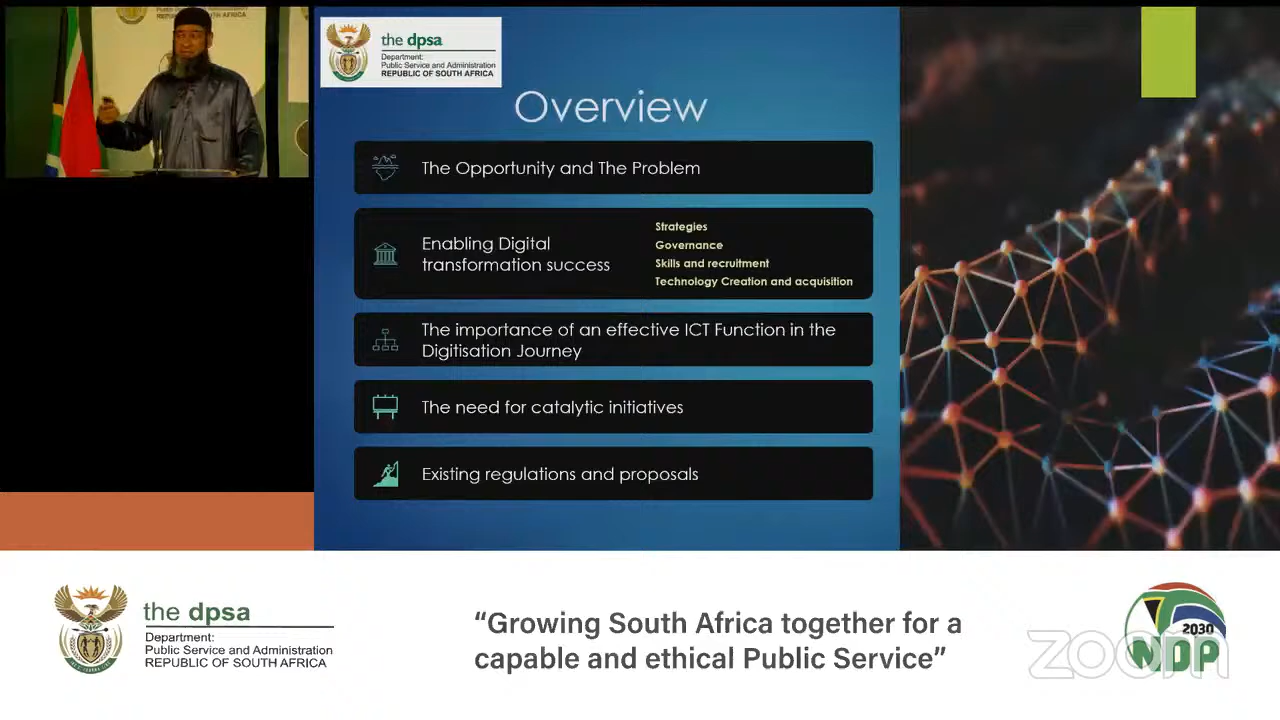 the dpsa
Department:
Public Service and Administration
REPUBLIC OF SOUTH AFRICA
Overview
The Opportunity and The Problem
Enabling Digital
transformation success
Strategies
Governance
Skills and recruitment
Technology Creation and acquisition
The importance of an effective ICT Function in the
Digitisation Journey
The need for catalytic initiatives
Existing regulations and proposals
the dpsa
Department:
Public Service and Administration
REPUBLIC OF SOUTH AFRICA
“Growing South Africa together for a
capable and ethical Public Service”
2030
NDP
zoom